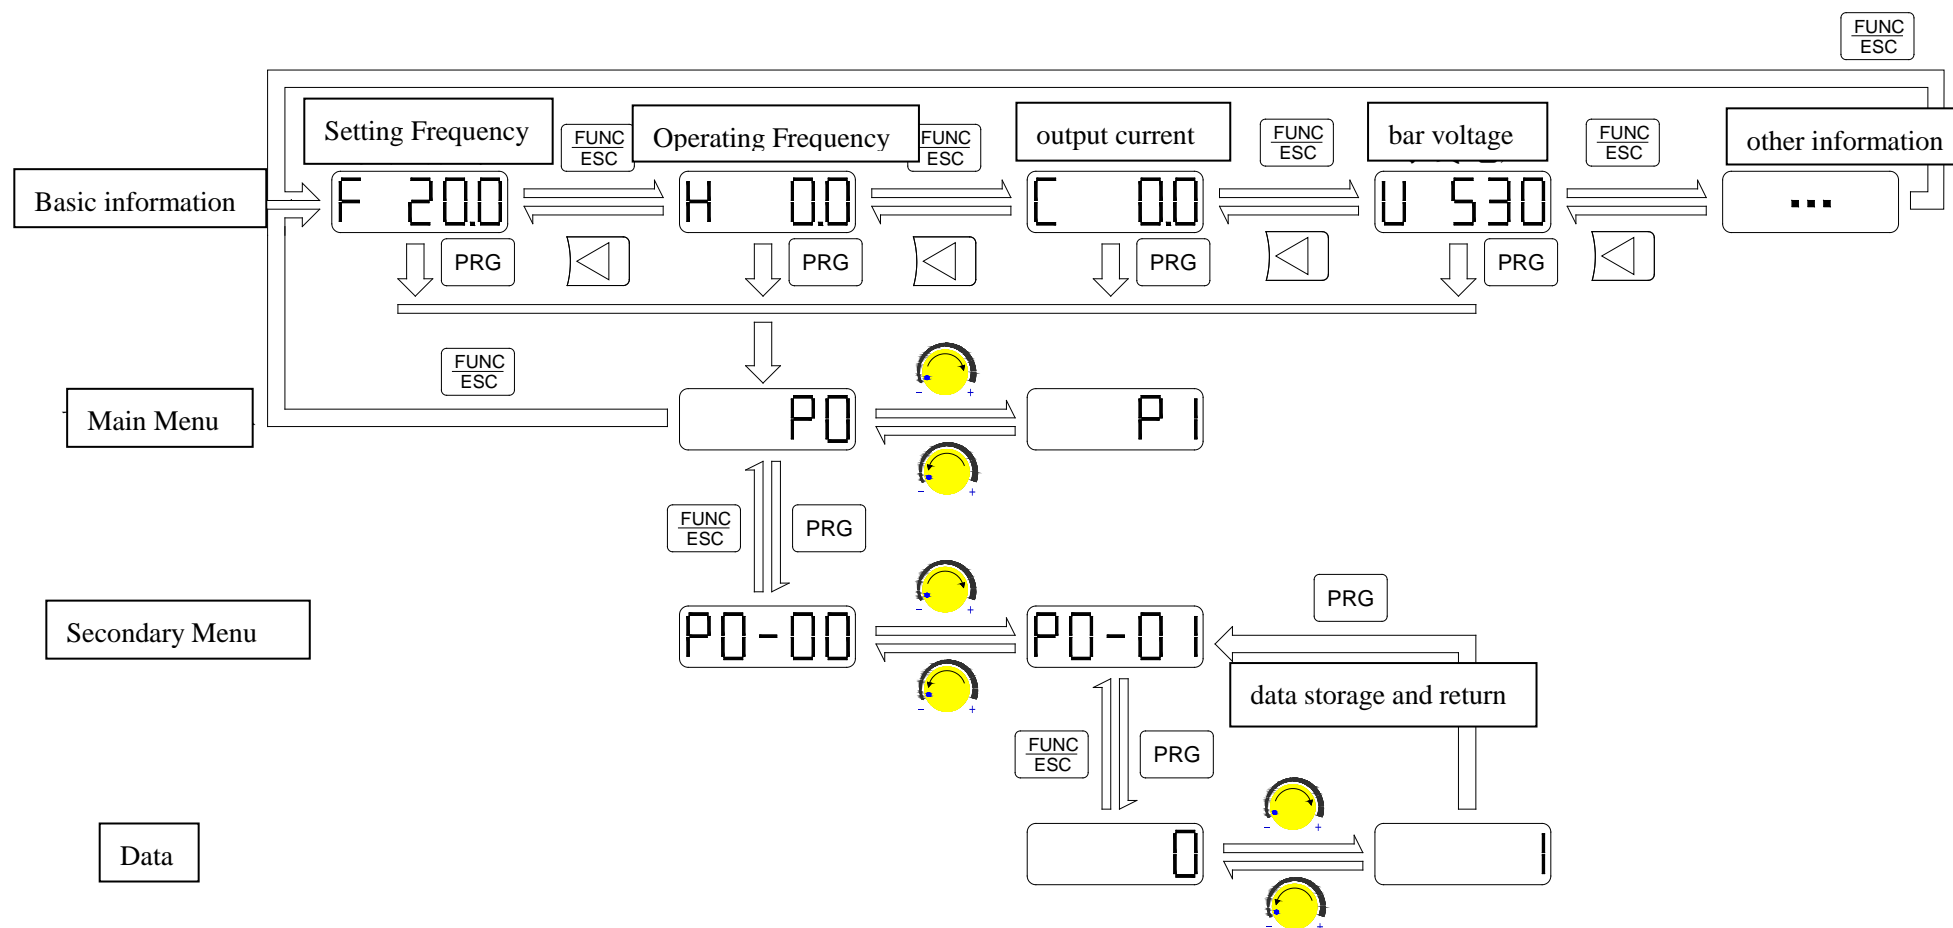 FUNC
ESC
Setting Frequency
FUNC
ESC
Operating Frequency
FUNC
ESC
output current
FUNC
ESC
bar voltage
FUNC
ESC
other information
Basic information
F 20.0
H 0.0
C 0.0
U 530
...
PRG
PRG
PRG
PRG
FUNC
ESC
- +
Main Menu
P0
P1
- +
FUNC
ESC
PRG
- +
PRG
Secondary Menu
P0-00
P0-01
- +
data storage and return
FUNC
ESC
PRG
- +
Data
0
1
- +